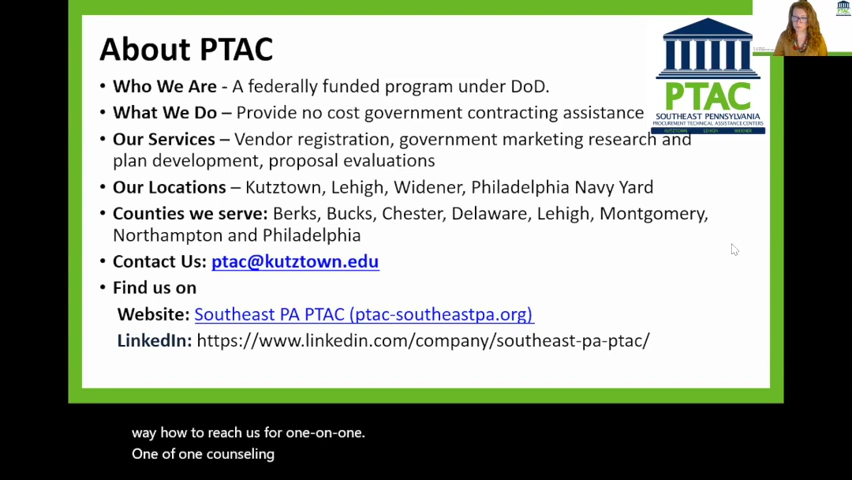 About PTAC
• Who We Are - A federally funded program under DoD.
• What We Do – Provide no cost government contracting assistance
• Our Services – Vendor registration, government marketing research and
plan development, proposal evaluations
• Our Locations – Kutztown, Lehigh, Widener, Philadelphia Navy Yard
• Counties we serve: Berks, Bucks, Chester, Delaware, Lehigh, Montgomery,
Northampton and Philadelphia
• Contact Us: ptac@kutztown.edu
• Find us on
Website: Southeast PA PTAC (ptac-southeastpa.org)
LinkedIn: https://www.linkedin.com/company/southeast-pa-ptac/
PTAC
SOUTHEAST PENNSYLVANIA
PROCUREMENT TECHNICAL ASSISTANCE CENTERS
KUTZTOWN LEHIGH WIDENER
way how to reach us for one-on-one.
One of one counseling